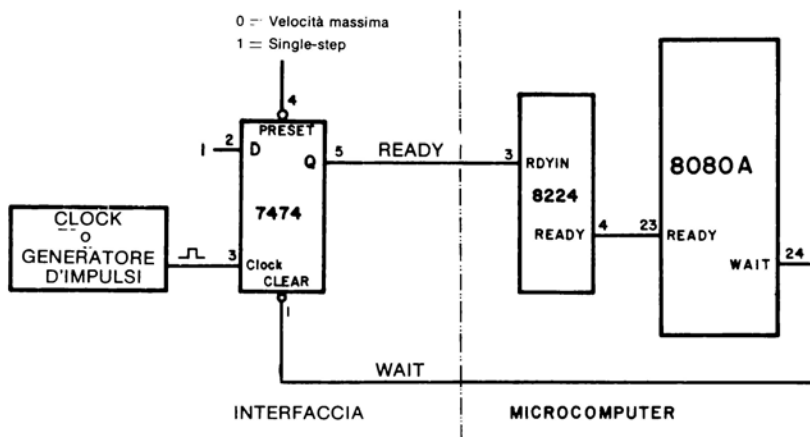 0 = Velocità massima
1 = Single-step
4
PRESET
2
D
1
Q
5
READY
3
RDYIN
8224
READY
4
23
READY
8080A
WAIT
24
7474
CLOCK
o
GENERATORE
D'IMPULSI
3
Clock
CLEAR
1
WAIT
INTERFACCIA
MICROCOMPUTER